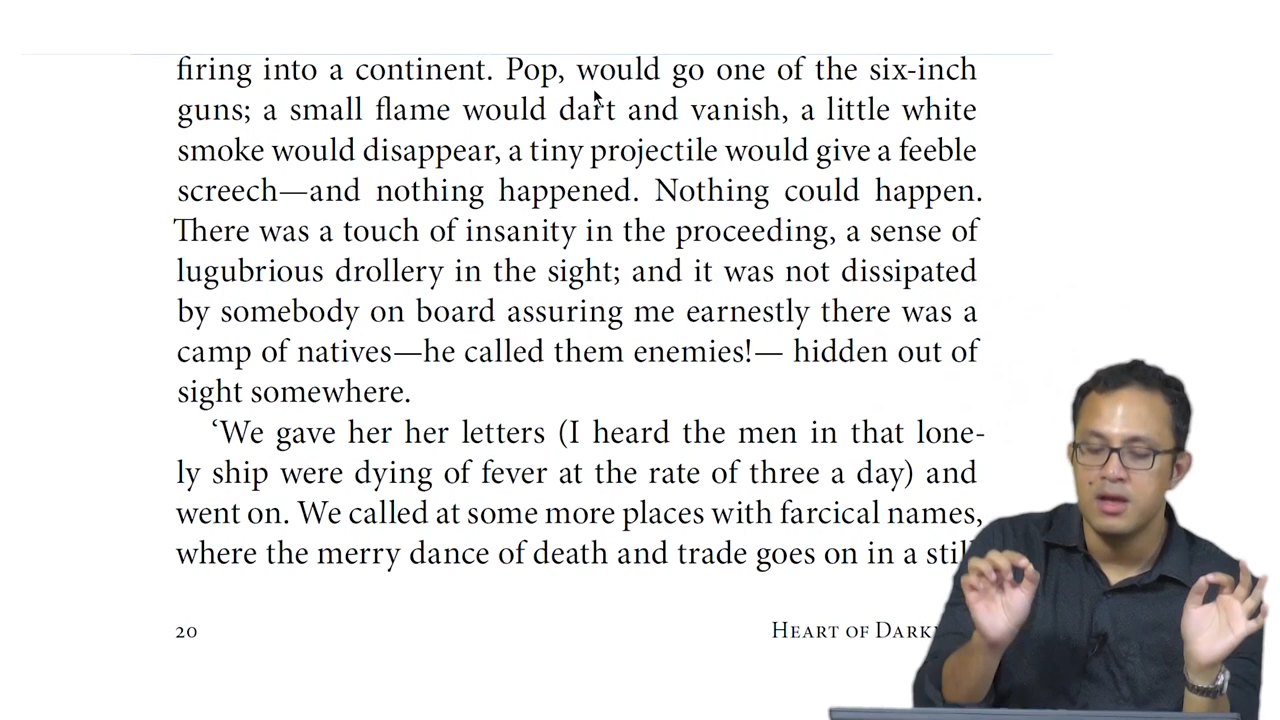 firing into a continent. Pop, would go one of the six-inch
guns; a small flame would dart and vanish, a little white
smoke would disappear, a tiny projectile would give a feeble
screech—and nothing happened. Nothing could happen.
There was a touch of insanity in the proceeding, a sense of
lugubrious drollery in the sight; and it was not dissipated
by somebody on board assuring me earnestly there was a
camp of natives—he called them enemies!— hidden out of
sight somewhere.
‘We gave her her letters (I heard the men in that lone-
ly ship were dying of fever at the rate of three a day) and
went on. We called at some more places with farcical names,
where the merry dance of death and trade goes on in a still
20
Heart of Dark